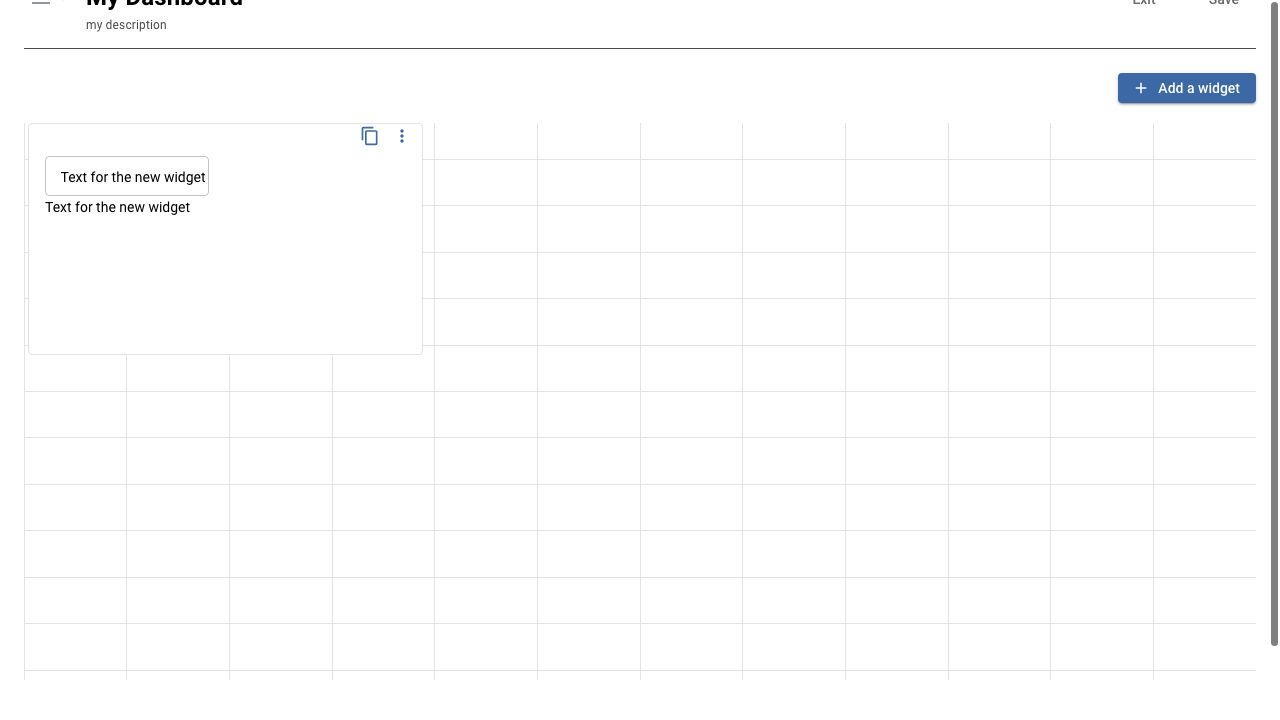 My Dashboard
Exit
Save
my description
Add a widget
Text for the new widget
Text for the new widget